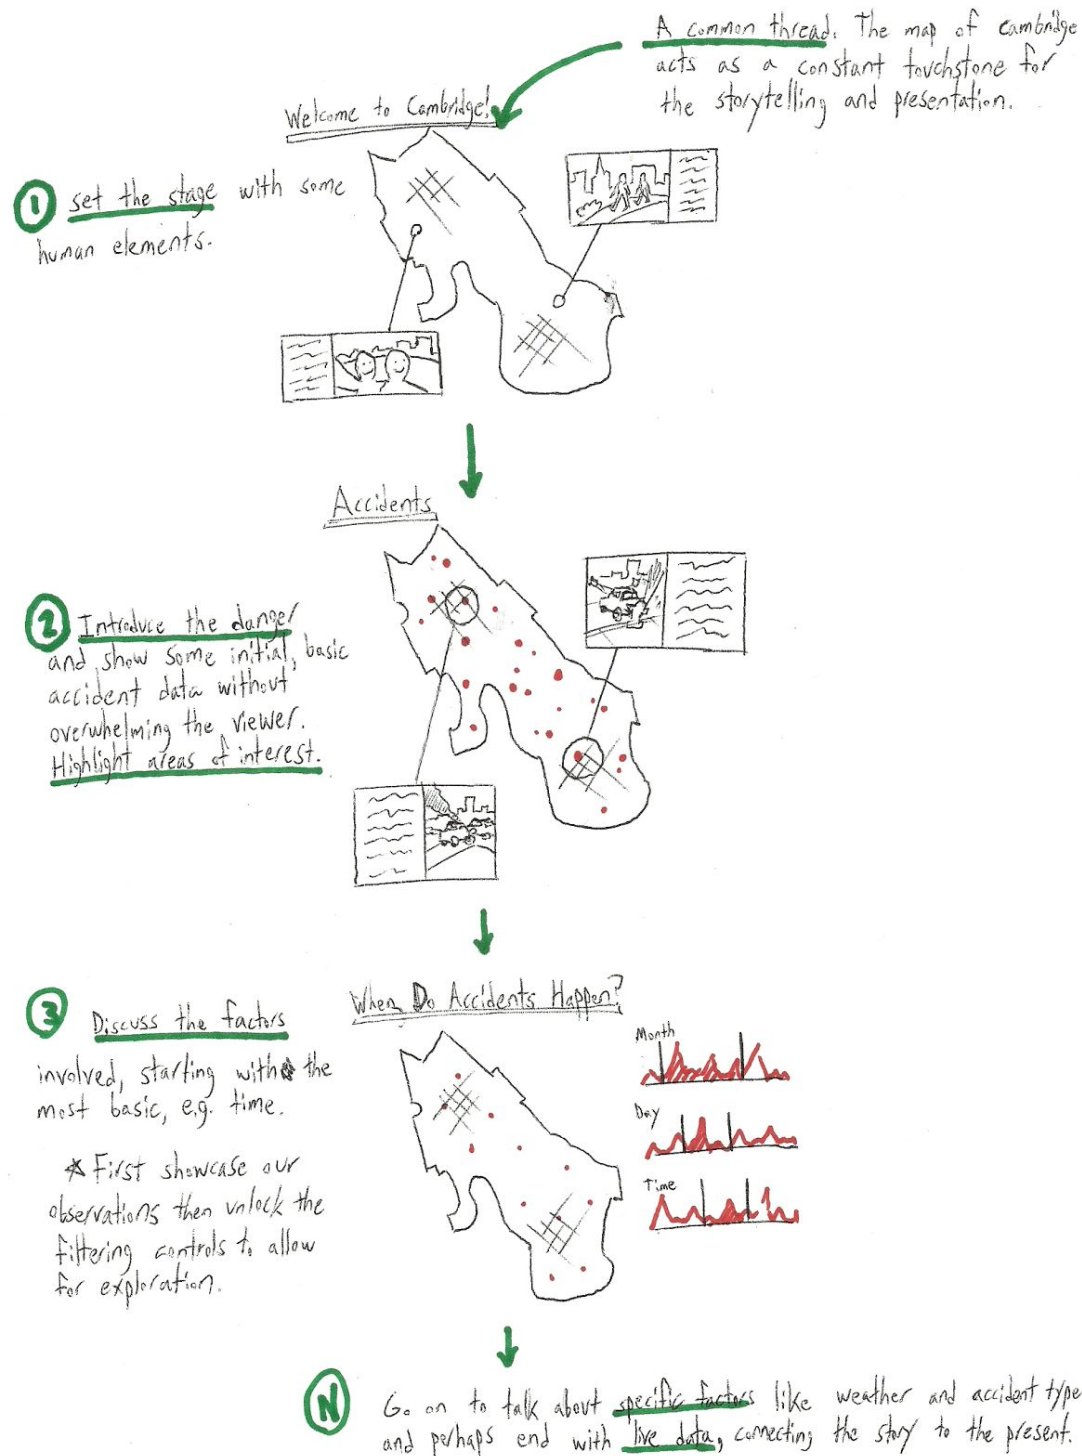 A common thread. The map of Cambridge
acts as a constant touchstone for
the storytelling and presentation.
Welcome to Cambridge!
1 set the stage with some
human elements.
Accidents
2 Introduce the danger
and show some initial, basic
accident data without
overwhelming the viewer.
Highlight areas of interest.
When Do Accidents Happen?
3 Discuss the factors
involved, starting with the
most basic, e.g. time.
* First showcase our
observations then unlock the
filtering controls to allow
for exploration.
Month
Day
Time
N Go on to talk about specific factors like weather and accident type
and perhaps end with live data, connecting the story to the present.